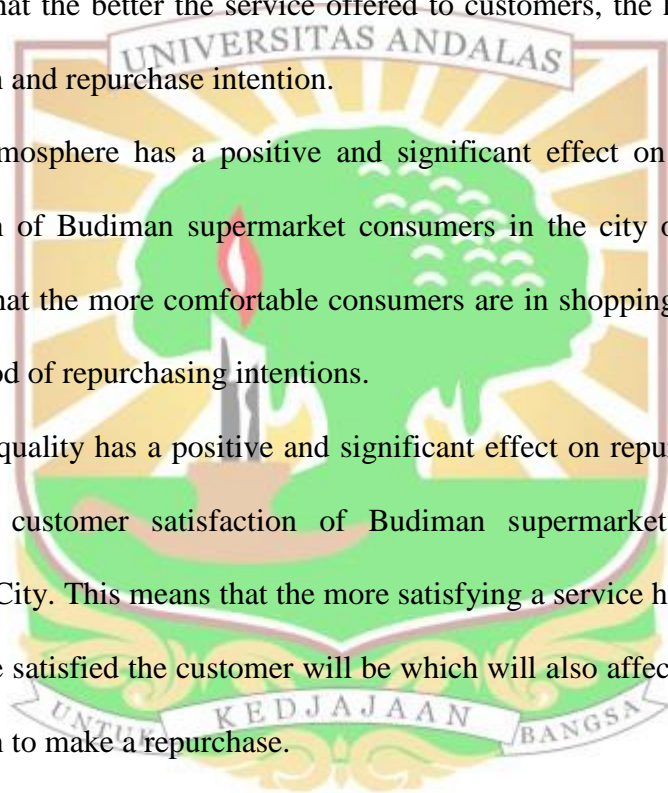 hat the better the service offered to customers, the
UNIVERSITAS ANDALAS
n and repurchase intention.
mosphere has a positive and significant effect on
n of Budiman supermarket consumers in the city
hat the more comfortable consumers are in shopping
od of repurchasing intentions.
quality has a positive and significant effect on repu
customer satisfaction of Budiman supermarket
City. This means that the more satisfying a service h
e satisfied the customer will be which will also affec
UNTUK KEDJAJAAN BANGSA
n to make a repurchase.